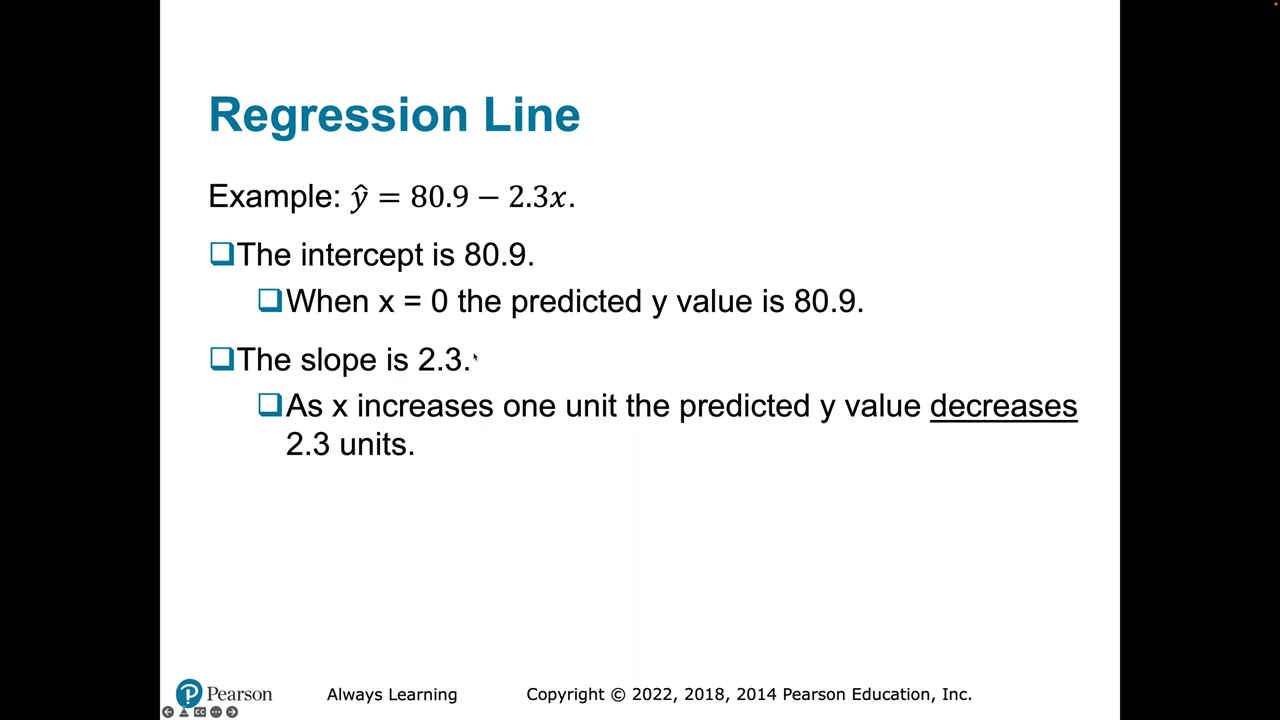 Regression Line
Example: ŷ = 80.9 − 2.3x.
❑The intercept is 80.9.
❑When x = 0 the predicted y value is 80.9.
❑The slope is 2.3.
❑As x increases one unit the predicted y value decreases
2.3 units.
P Pearson
Always Learning
Copyright © 2022, 2018, 2014 Pearson Education, Inc.
CC